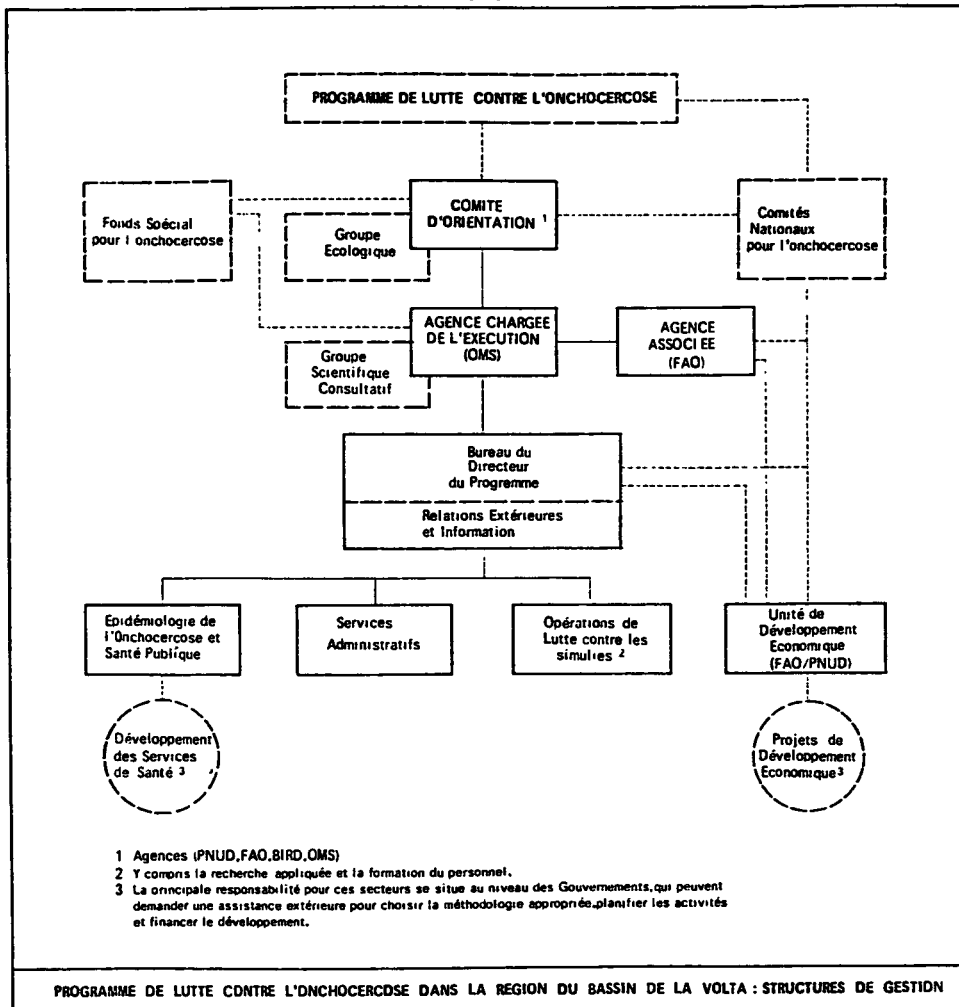 PROGRAMME DE LUTTE CONTRE L'ONCHOCERCOSE
Fonds Spécial
pour l onchocercose
COMITE
D'ORIENTATION 1
Groupe
Ecologique
Comités
Nationaux
pour l'onchocercose
AGENCE CHARGEE
DE L'EXECUTION
(OMS)
Groupe
Scientifique
Consultatif
AGENCE
ASSOCIEE
(FAO)
Bureau du
Directeur
du Programme
Relations Extérieures
et Information
Epidémiologie de
l'Onchocercose et
Santé Publique
Services
Administratifs
Opérations de
Lutte contre les
simulies 2
Unité de
Développement
Economique
(FAO/PNUD)
Développement
des Services
de Santé 3
Projets de
Développement
Economique 3
1 Agences (PNUD,FAO,BIRD,OMS)
2 Y compris la recherche appliquée et la formation du personnel.
3 La principale responsabilité pour ces secteurs se situe au niveau des Gouvernements,qui peuvent
demander une assistance extérieure pour choisir la méthodologie appropriée,planifier les activités
et financer le développement.
PROGRAMME DE LUTTE CONTRE L'ONCHOCERCOSE DANS LA REGION DU BASSIN DE LA VOLTA : STRUCTURES DE GESTION